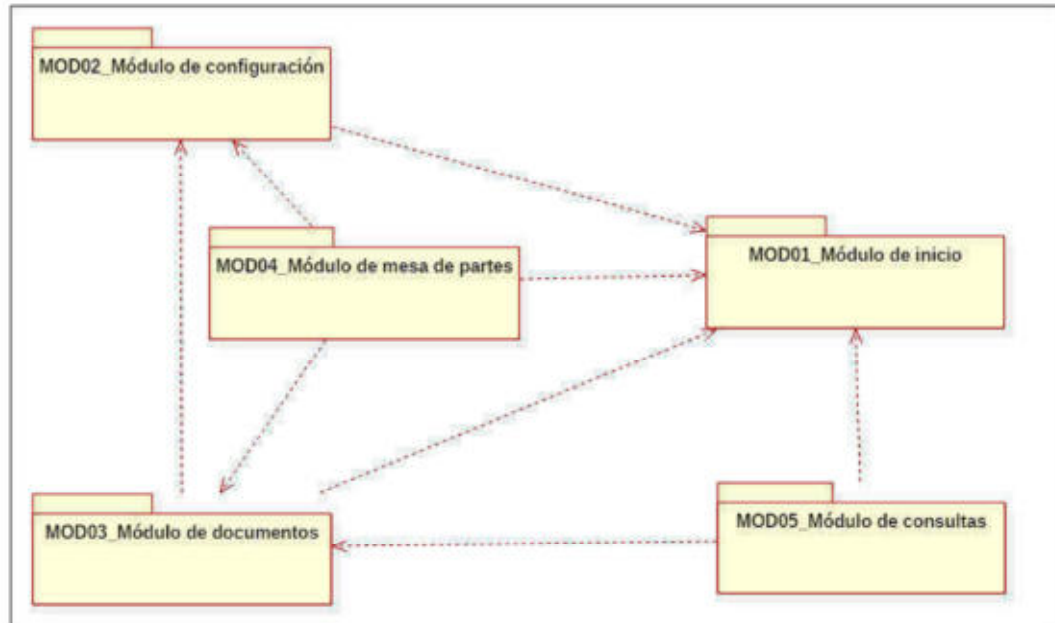 MOD02_Módulo de configuración
MOD04_Módulo de mesa de partes
MOD01_Módulo de inicio
MOD03_Módulo de documentos
MOD05_Módulo de consultas